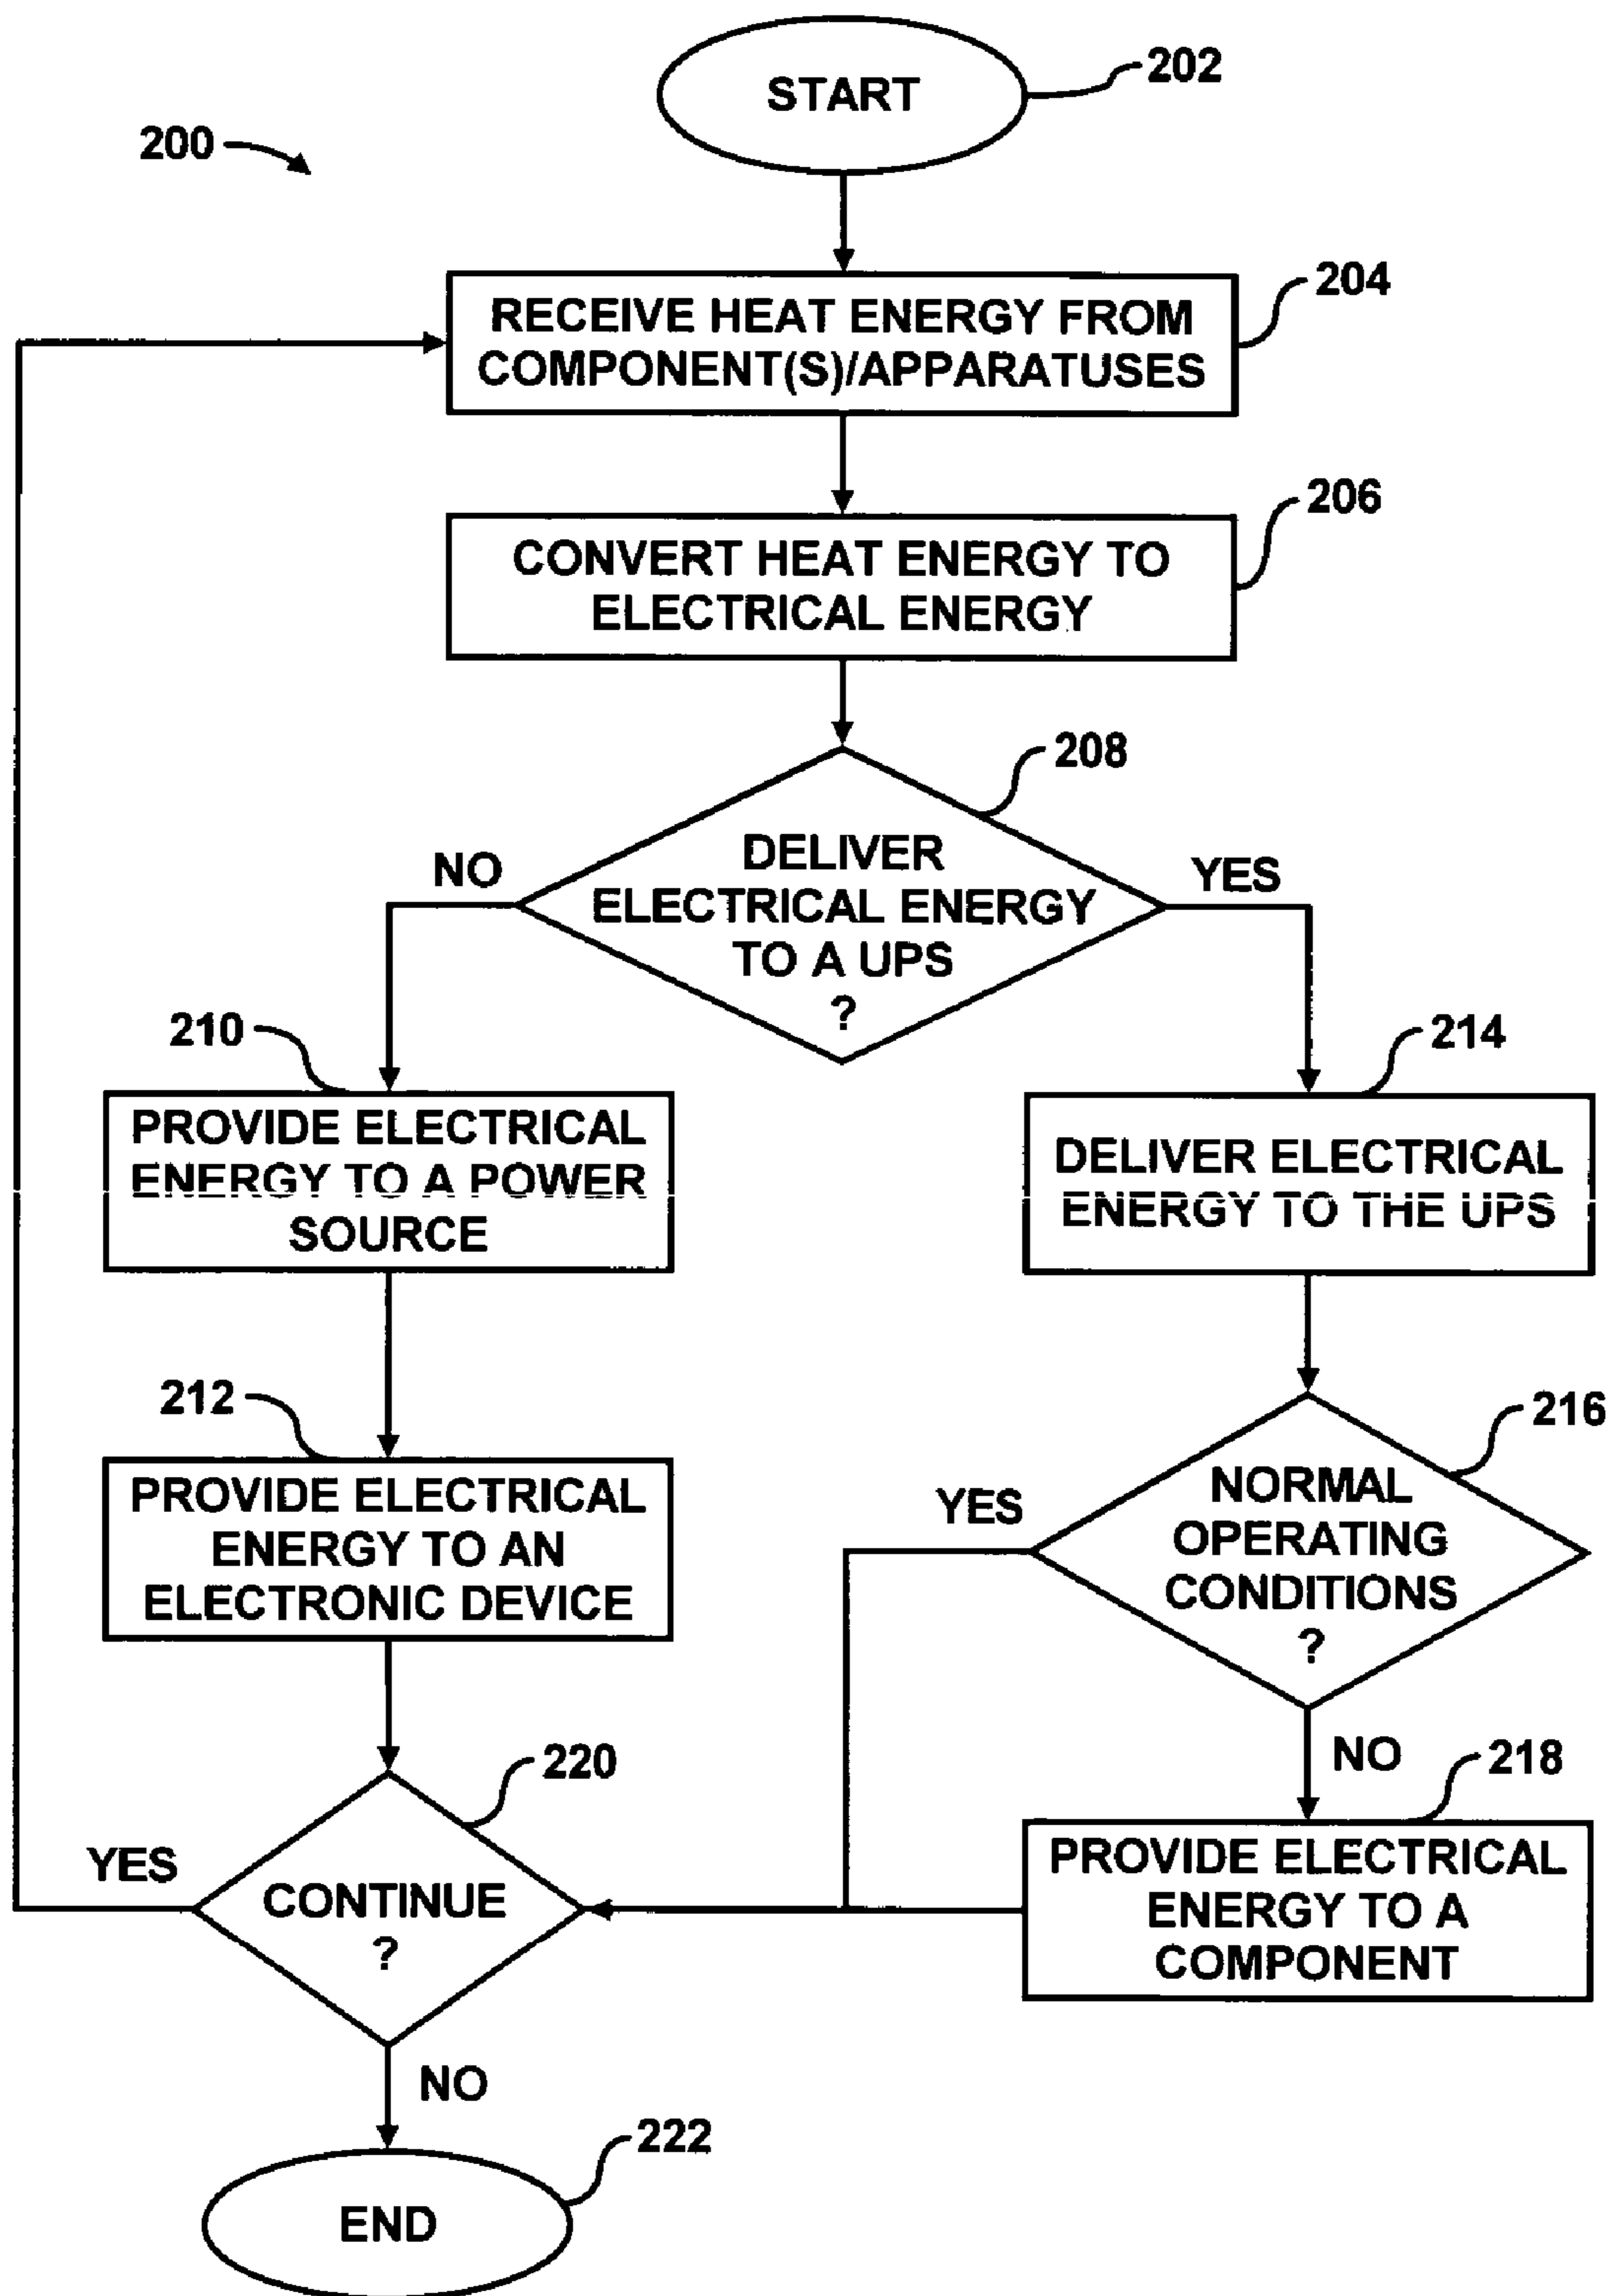 START
202
200
RECEIVE HEAT ENERGY FROM
COMPONENT(S)/APPARATUSES
204
CONVERT HEAT ENERGY TO
ELECTRICAL ENERGY
206
208
DELIVER
ELECTRICAL ENERGY
TO A UPS
?
NO
YES
210
PROVIDE ELECTRICAL
ENERGY TO A POWER
SOURCE
214
DELIVER ELECTRICAL
ENERGY TO THE UPS
212
PROVIDE ELECTRICAL
ENERGY TO AN
ELECTRONIC DEVICE
216
NORMAL
OPERATING
CONDITIONS
?
YES
NO
218
PROVIDE ELECTRICAL
ENERGY TO A
COMPONENT
220
CONTINUE
?
YES
NO
222
END